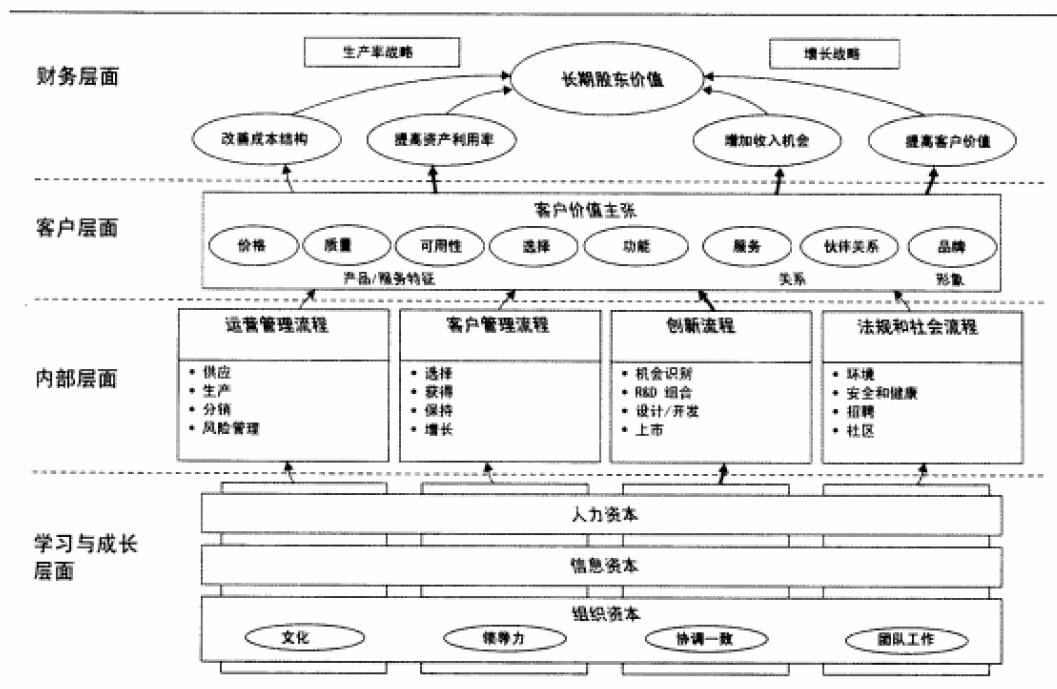 生产率战略
增长战略
财务层面
长期股东价值
改善成本结构
提高资产利用率
增加收入机会
提高客户价值
客户层面
客户价值主张
价格
质量
可用性
选择
功能
服务
伙伴关系
品牌
产品/服务特征
关系
形象
内部层面
运营管理流程
• 供应
• 生产
• 分销
• 风险管理
客户管理流程
• 选择
• 获得
• 保持
• 增长
创新流程
• 机会识别
• R&D 组合
• 设计/开发
• 上市
法规和社会流程
• 环境
• 安全和健康
• 招聘
• 社区
学习与成长
层面
人力资本
信息资本
组织资本
文化
领导力
协调一致
团队工作